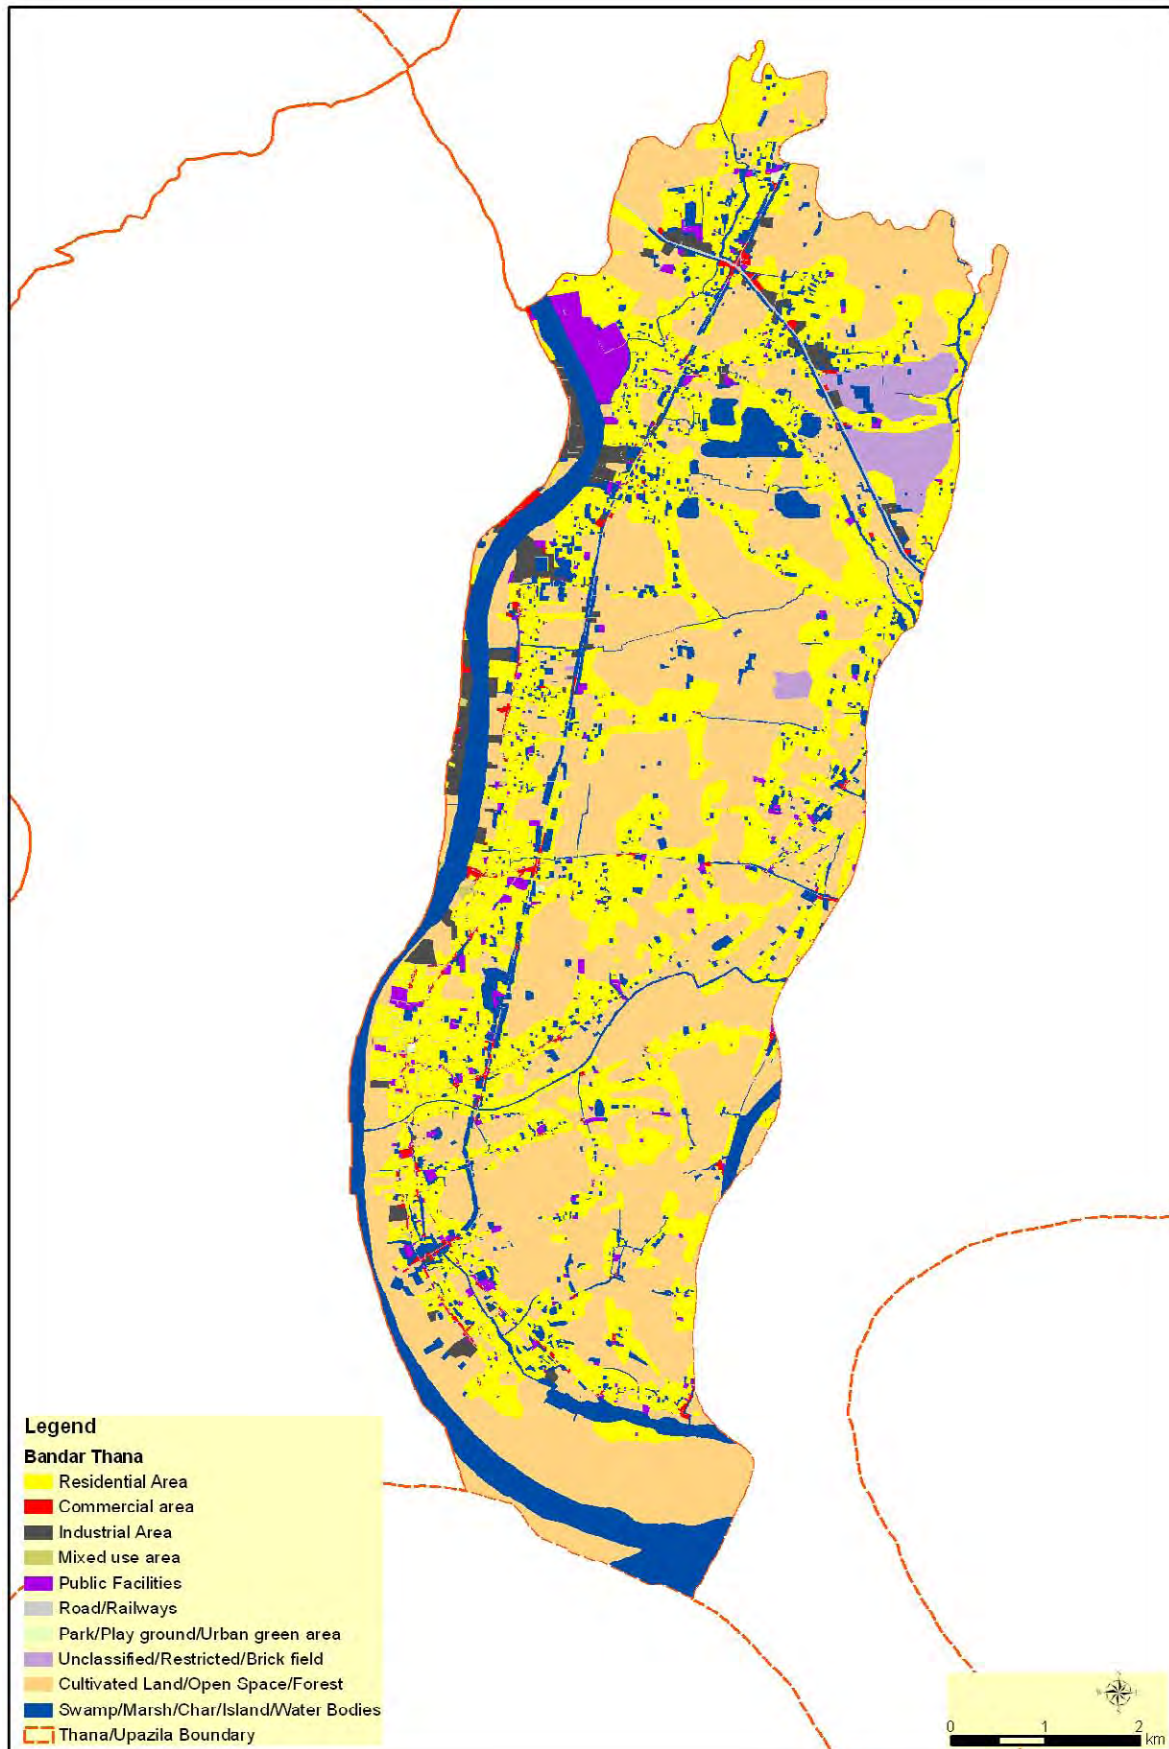 Legend
Bandar Thana
Residential Area
Commercial area
Industrial Area
Mixed use area
Public Facilities
Road/Railways
Park/Play ground/Urban green area
Unclassified/Restricted/Brick field
Cultivated Land/Open Space/Forest
Swamp/Marsh/Char/Island/Water Bodies
Thana/Upazila Boundary
0 1 2
km